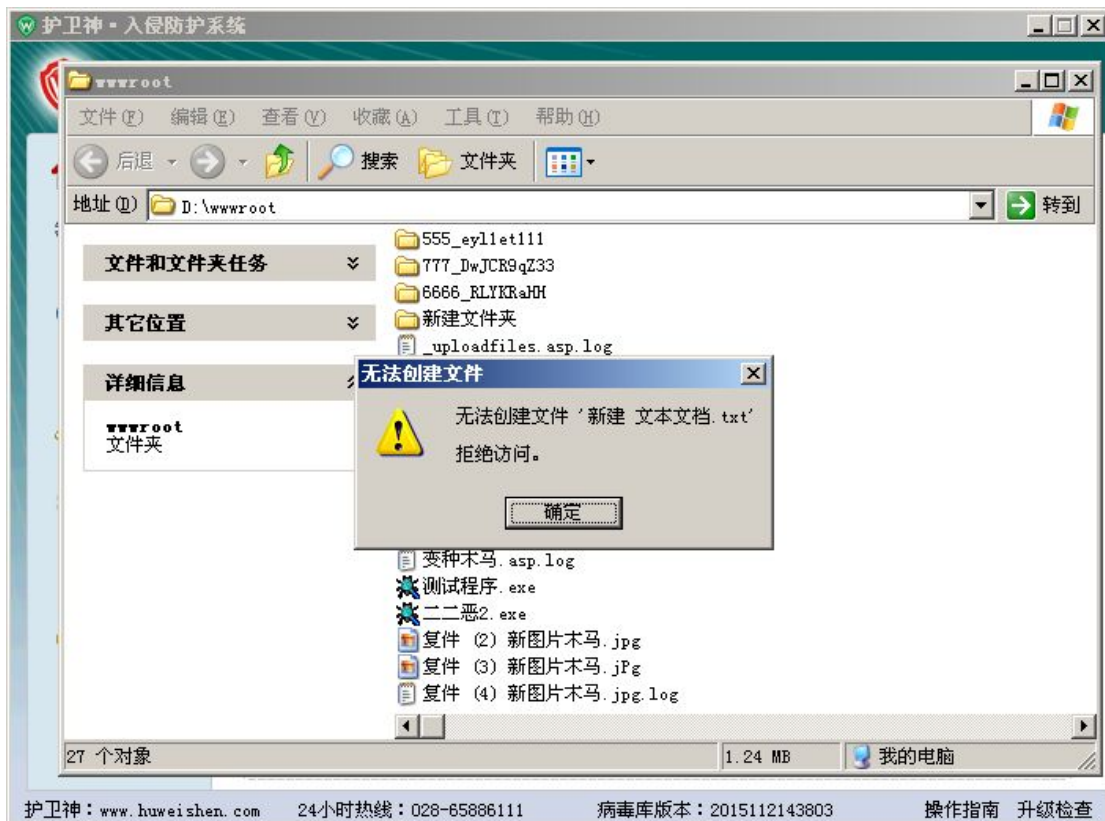 护卫神·入侵防护系统
wwwroot
文件(F) 编辑(E) 查看(V) 收藏(A) 工具(T) 帮助(H)
后退 搜索 文件夹
地址(D) D:\wwwroot 转到
文件和文件夹任务
其它位置
详细信息
wwwroot
文件夹
555_eyl1et111
777_DwJCR9qZ33
6666_RLYKRaHH
新建文件夹
_uploadfiles.asp.log
无法创建文件
无法创建文件 '新建 文本文档.txt'
拒绝访问。
确定
变种木马.asp.log
测试程序.exe
二二恶2.exe
复件 (2) 新图片木马.jpg
复件 (3) 新图片木马.jPg
复件 (4) 新图片木马.jpg.log
27 个对象 1.24 MB 我的电脑
护卫神：www.huweishen.com 24小时热线：028-65886111 病毒库版本：2015112143803 操作指南 升级检查